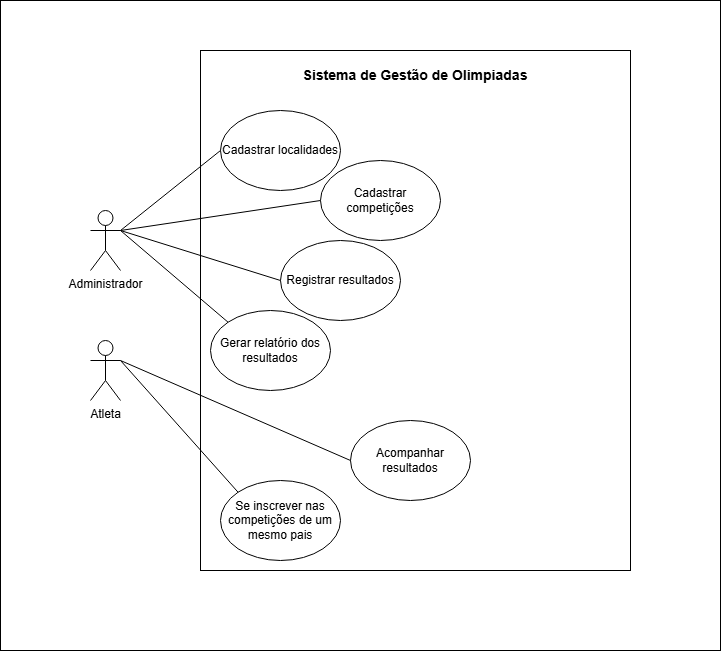 Sistema de Gestão de Olimpiadas
Cadastrar localidades
Cadastrar
competições
Registrar resultados
Administrador
Gerar relatório dos
resultados
Atleta
Acompanhar
resultados
Se inscrever nas
competições de um
mesmo pais